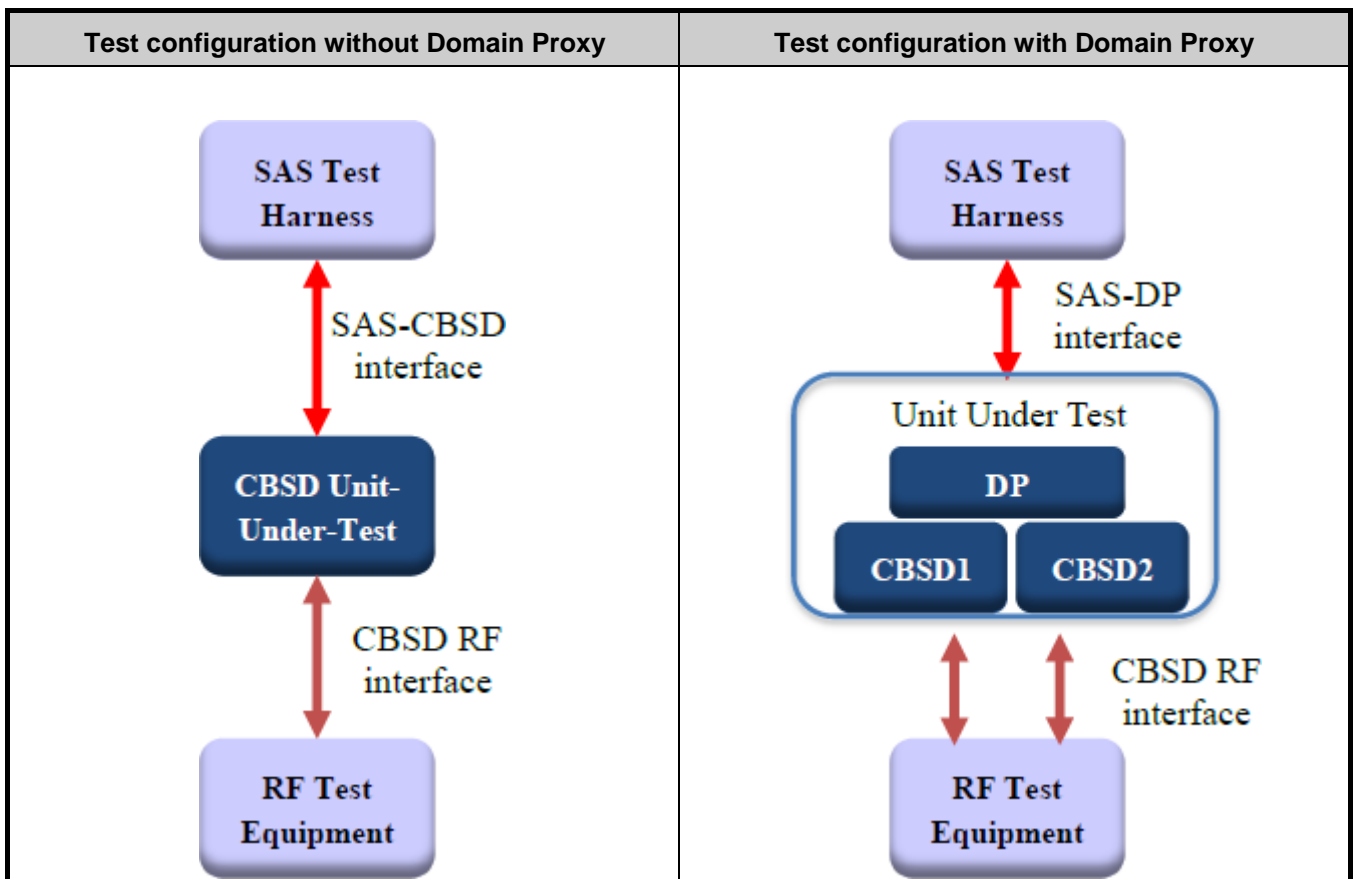 Test configuration without Domain Proxy
Test configuration with Domain Proxy
SAS Test
Harness
SAS-CBSD
interface
CBSD Unit-
Under-Test
CBSD RF
interface
RF Test
Equipment
SAS Test
Harness
SAS-DP
interface
Unit Under Test
DP
CBSD1
CBSD2
CBSD RF
interface
RF Test
Equipment